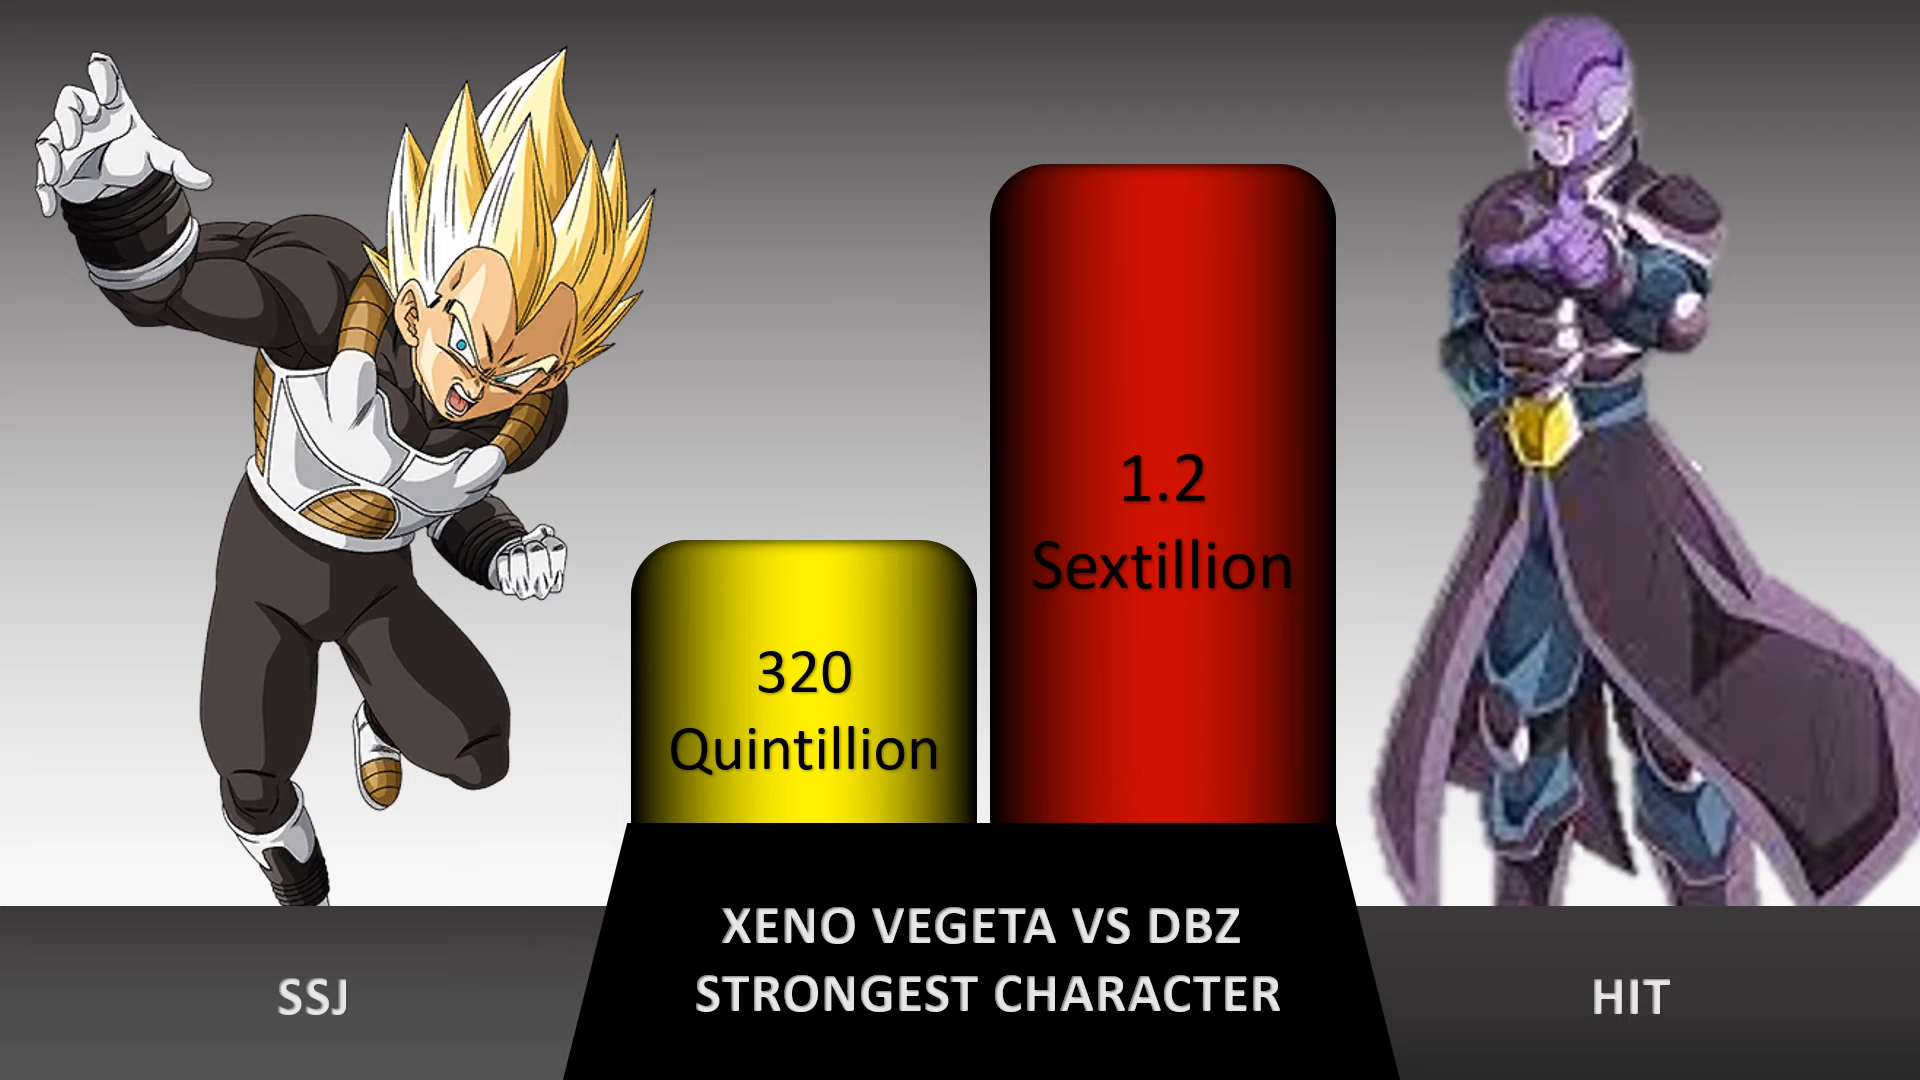 320
Quintillion
1.2
Sextillion
XENO VEGETA VS DBZ
STRONGEST CHARACTER
SSJ
HIT